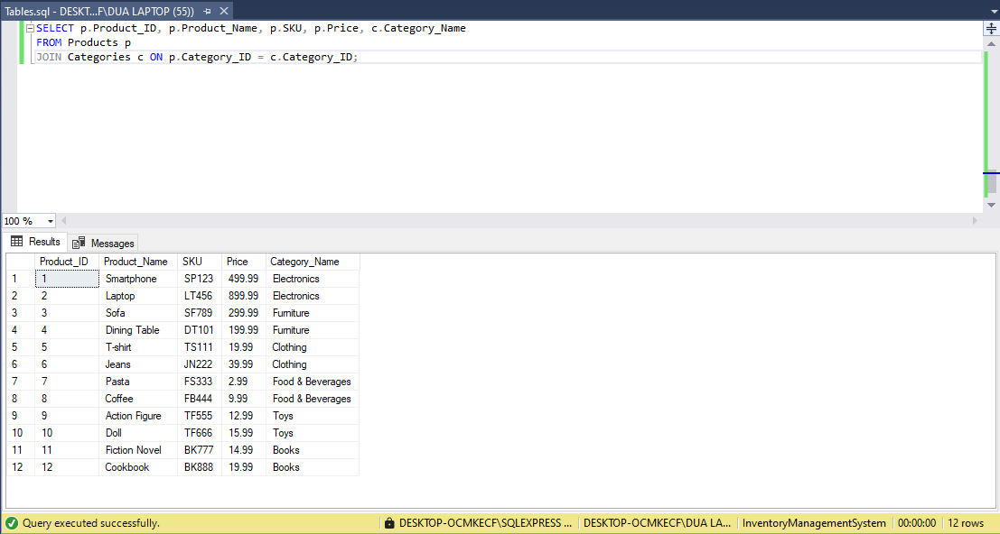 Tables.sql - DESKT...F\DUA LAPTOP (55))
SELECT p.Product_ID, p.Product_Name, p.SKU, p.Price, c.Category_Name
FROM Products p
JOIN Categories c ON p.Category_ID = c.Category_ID;
100 %
Results Messages
Product_ID Product_Name SKU Price Category_Name
1 1 Smartphone SP123 499.99 Electronics
2 2 Laptop LT456 899.99 Electronics
3 3 Sofa SF789 299.99 Furniture
4 4 Dining Table DT101 199.99 Furniture
5 5 T-shirt TS111 19.99 Clothing
6 6 Jeans JN222 39.99 Clothing
7 7 Pasta FS333 2.99 Food & Beverages
8 8 Coffee FB444 9.99 Food & Beverages
9 9 Action Figure TF555 12.99 Toys
10 10 Doll TF666 15.99 Toys
11 11 Fiction Novel BK777 14.99 Books
12 12 Cookbook BK888 19.99 Books
Query executed successfully. DESKTOP-OCMKECF\SQLEXPRESS ... DESKTOP-OCMKECF\DUA LA... InventoryManagementSystem 00:00:00 12 rows